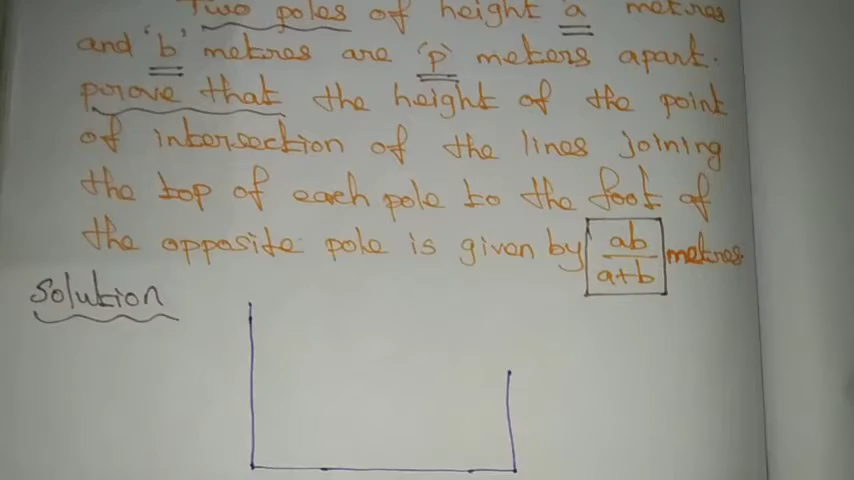 Two poles of height 'a' metres
and 'b' metres are 'p' meters apart.
prove that the height of the point
of intersection of the lines joining
the top of each pole to the foot of
the opposite pole is given by ab/a+b metres.
Solution